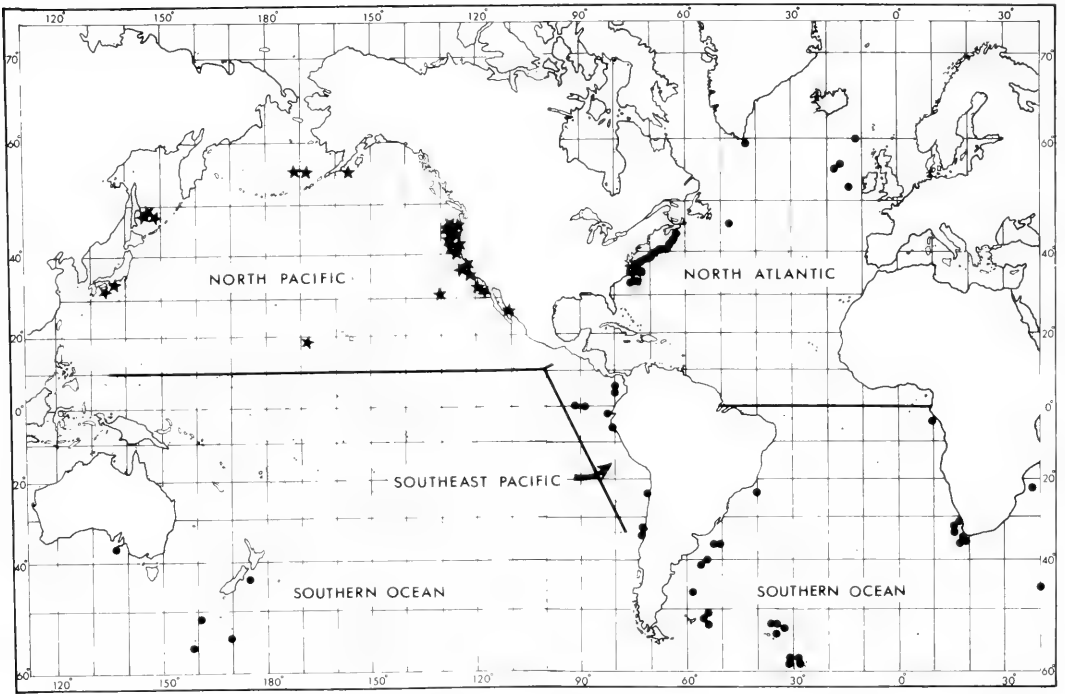 120° 150° 180° 150° 120° 90° 60° 30° 0° 30°
70° 70°
60° 60°
40° 40°
NORTH PACIFIC NORTH ATLANTIC
20° 20°
0° 0°
SOUTHEAST PACIFIC
20° 20°
SOUTHERN OCEAN SOUTHERN OCEAN
40° 40°
60° 60°
120° 150° 180° 150° 120° 90° 60° 30° 0° 30°